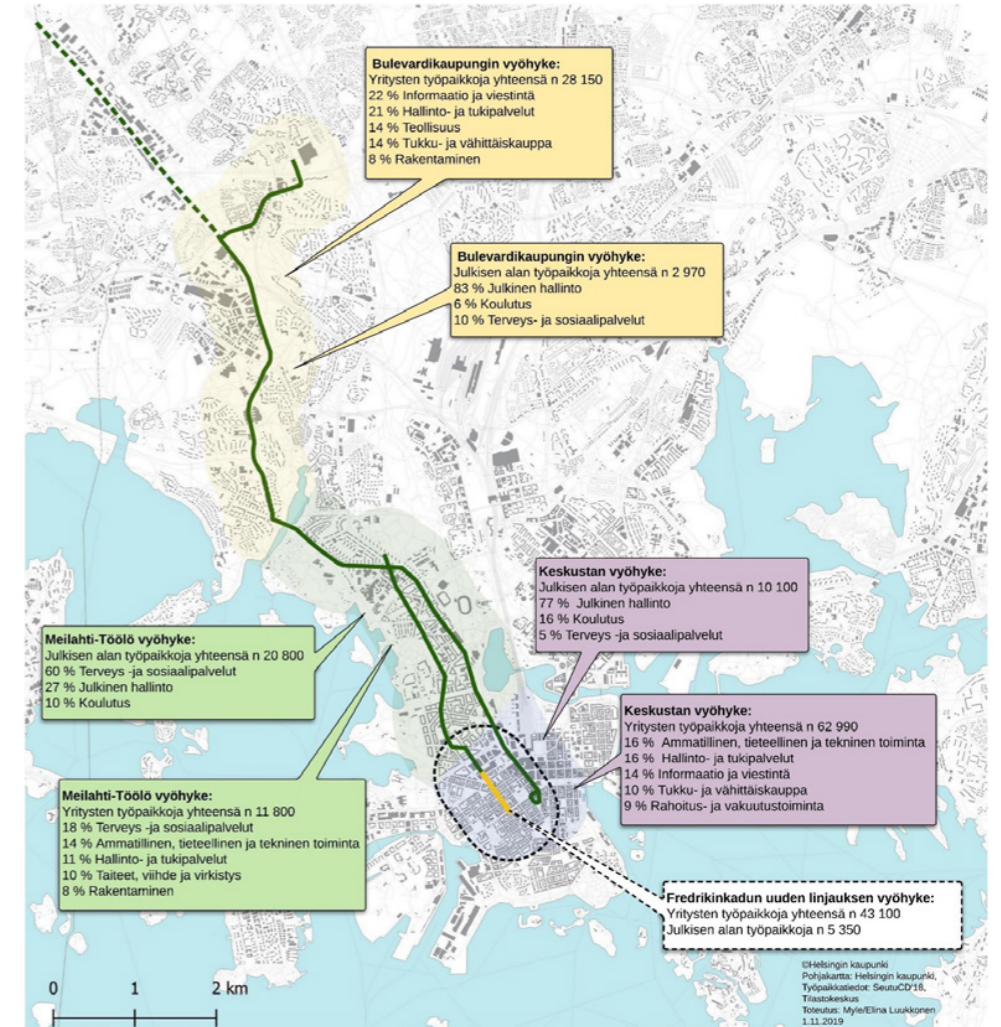 Bulevardikaupungin vyöhyke:
Yritysten työpaikkoja yhteensä n 28 150
22 % Informaatio ja viestintä
21 % Hallinto- ja tukipalvelut
14 % Teollisuus
14 % Tukku- ja vähittäiskauppa
8 % Rakentaminen
Bulevardikaupungin vyöhyke:
Julkisen alan työpaikkoja yhteensä n 2 970
83 % Julkinen hallinto
6 % Koulutus
10 % Terveys- ja sosiaalipalvelut
Keskustan vyöhyke:
Julkisen alan työpaikkoja yhteensä n 10 100
77 % Julkinen hallinto
16 % Koulutus
5 % Terveys -ja sosiaalipalvelut
Meilahti-Töölö vyöhyke:
Julkisen alan työpaikkoja yhteensä n 20 800
60 % Terveys -ja sosiaalipalvelut
27 % Julkinen hallinto
10 % Koulutus
Keskustan vyöhyke:
Yritysten työpaikkoja yhteensä n 62 990
16 % Ammatillinen, tieteellinen ja tekninen toiminta
16 % Hallinto- ja tukipalvelut
14 % Informaatio ja viestintä
10 % Tukku- ja vähittäiskauppa
9 % Rahoitus- ja vakuutustoiminta
Meilahti-Töölö vyöhyke:
Yritysten työpaikkoja yhteensä n 11 800
18 % Terveys -ja sosiaalipalvelut
14 % Ammatillinen, tieteellinen ja tekninen toiminta
11 % Hallinto- ja tukipalvelut
10 % Taiteet, viihde ja virkistys
8 % Rakentaminen
Fredrikinkadun uuden linjauksen vyöhyke:
Yritysten työpaikkoja yhteensä n 43 100
Julkisen alan työpaikkoja n 5 350
0 1 2 km
©Helsingin kaupunki
Pohjakartta: Helsingin kaupunki,
Työpaikkatiedot: SeutuCD'18,
Tilastokeskus
Toteutus: Myle/Elina Luukkonen
1.11.2019